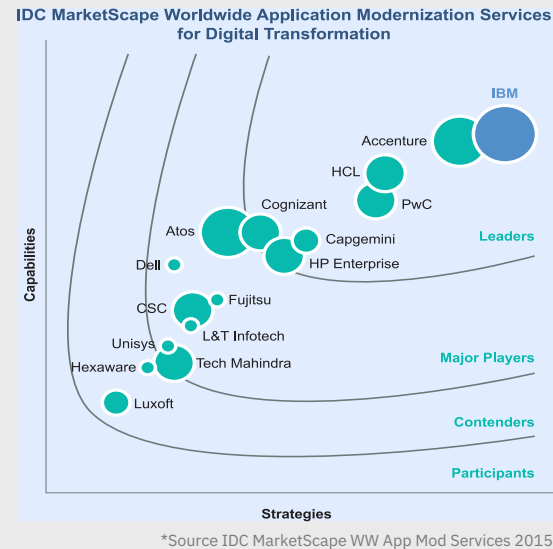 IDC MarketScape Worldwide Application Modernization Services
for Digital Transformation
IBM
Accenture
HCL
PwC
Cognizant
Atos
Capgemini
Leaders
HP Enterprise
Dell
Capabilities
Fujitsu
CSC
L&T Infotech
Unisys
Major Players
Tech Mahindra
Hexaware
Luxoft
Contenders
Participants
Strategies
*Source IDC MarketScape WW App Mod Services 2015